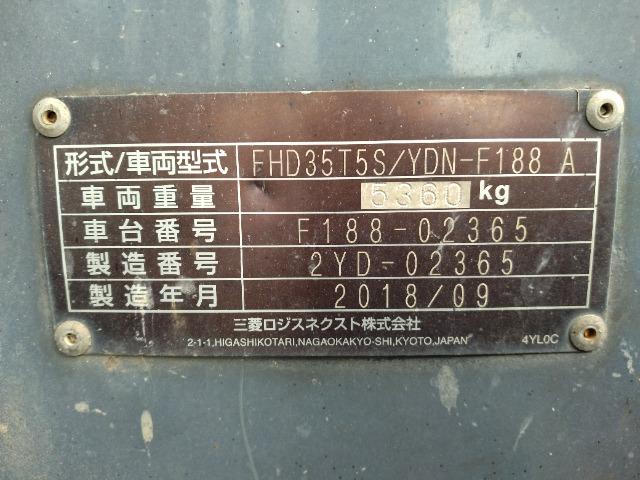 形式/車両型式 FHD35T5S/YDN-F188 A
車両重量 5360 kg
車台番号 F188-02365
製造番号 2YD-02365
製造年月 2018/09
三菱ロジスネクスト株式会社
2-1-1,HIGASHIKOTARI,NAGAOKAKYO-SHI,KYOTO,JAPAN 4YL0C